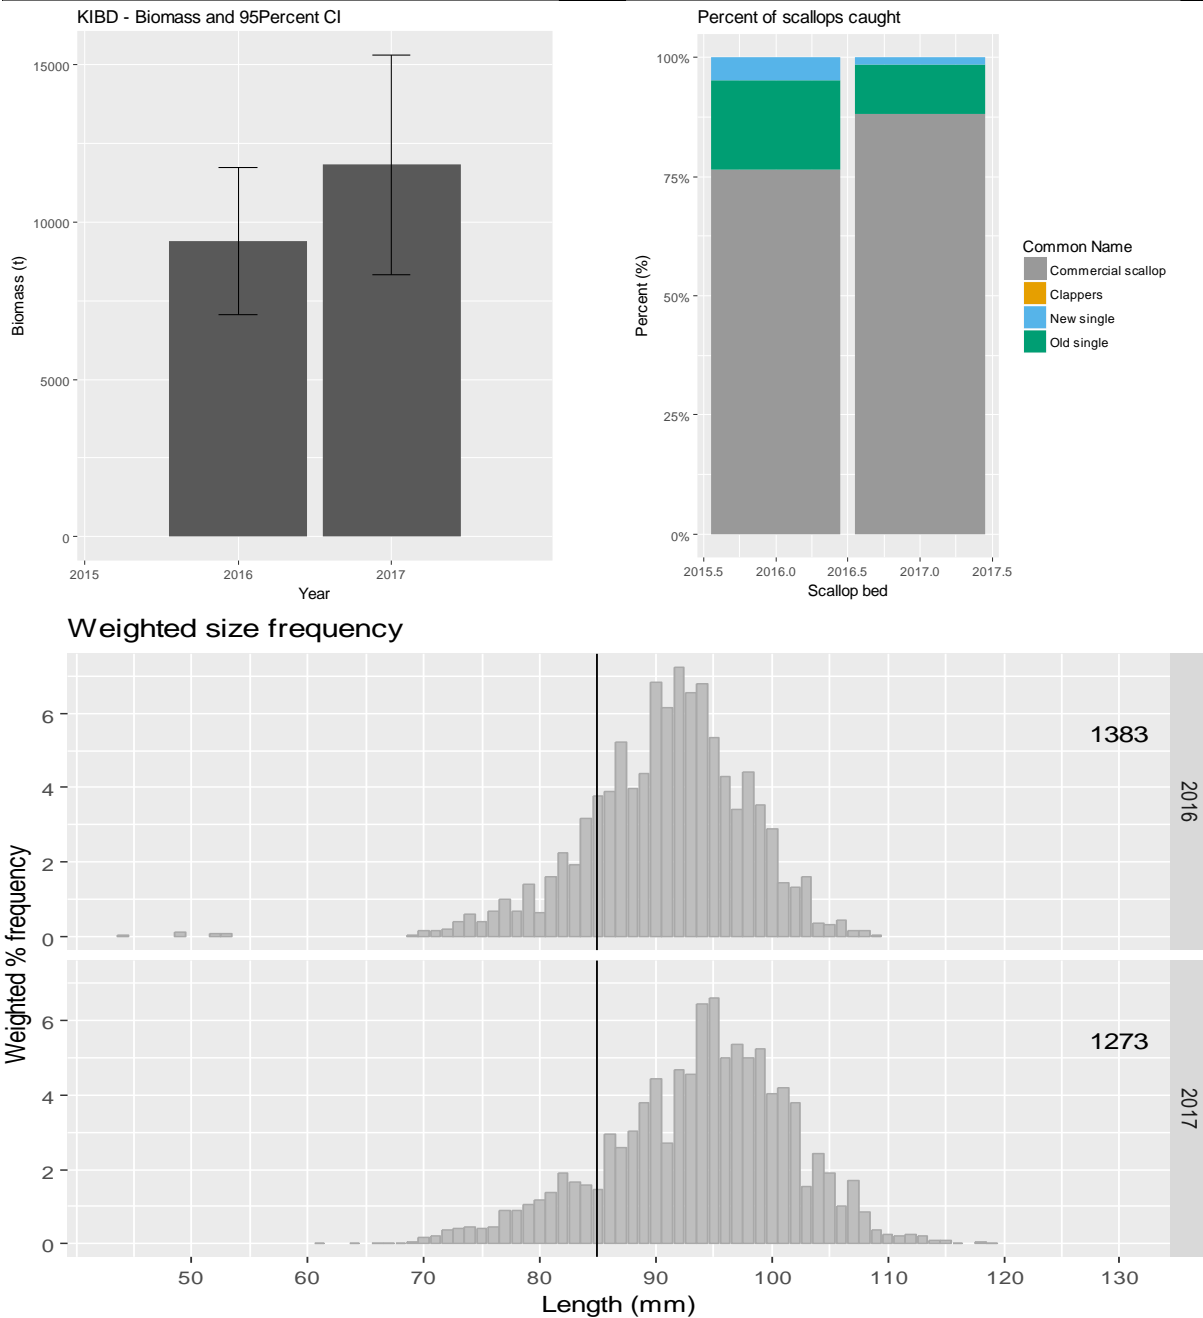 KIBD - Biomass and 95Percent CI
15000
10000
5000
0
Biomass (t)
2015
2016
2017
Year
Percent of scallops caught
100%
75%
50%
25%
0%
Percent (%)
2015.5
2016.0
2016.5
2017.0
2017.5
Scallop bed
Common Name
Commercial scallop
Clappers
New single
Old single
Weighted size frequency
Weighted % frequency
6
4
2
0
1383
2016
6
4
2
0
1273
2017
50
60
70
80
90
100
110
120
130
Length (mm)